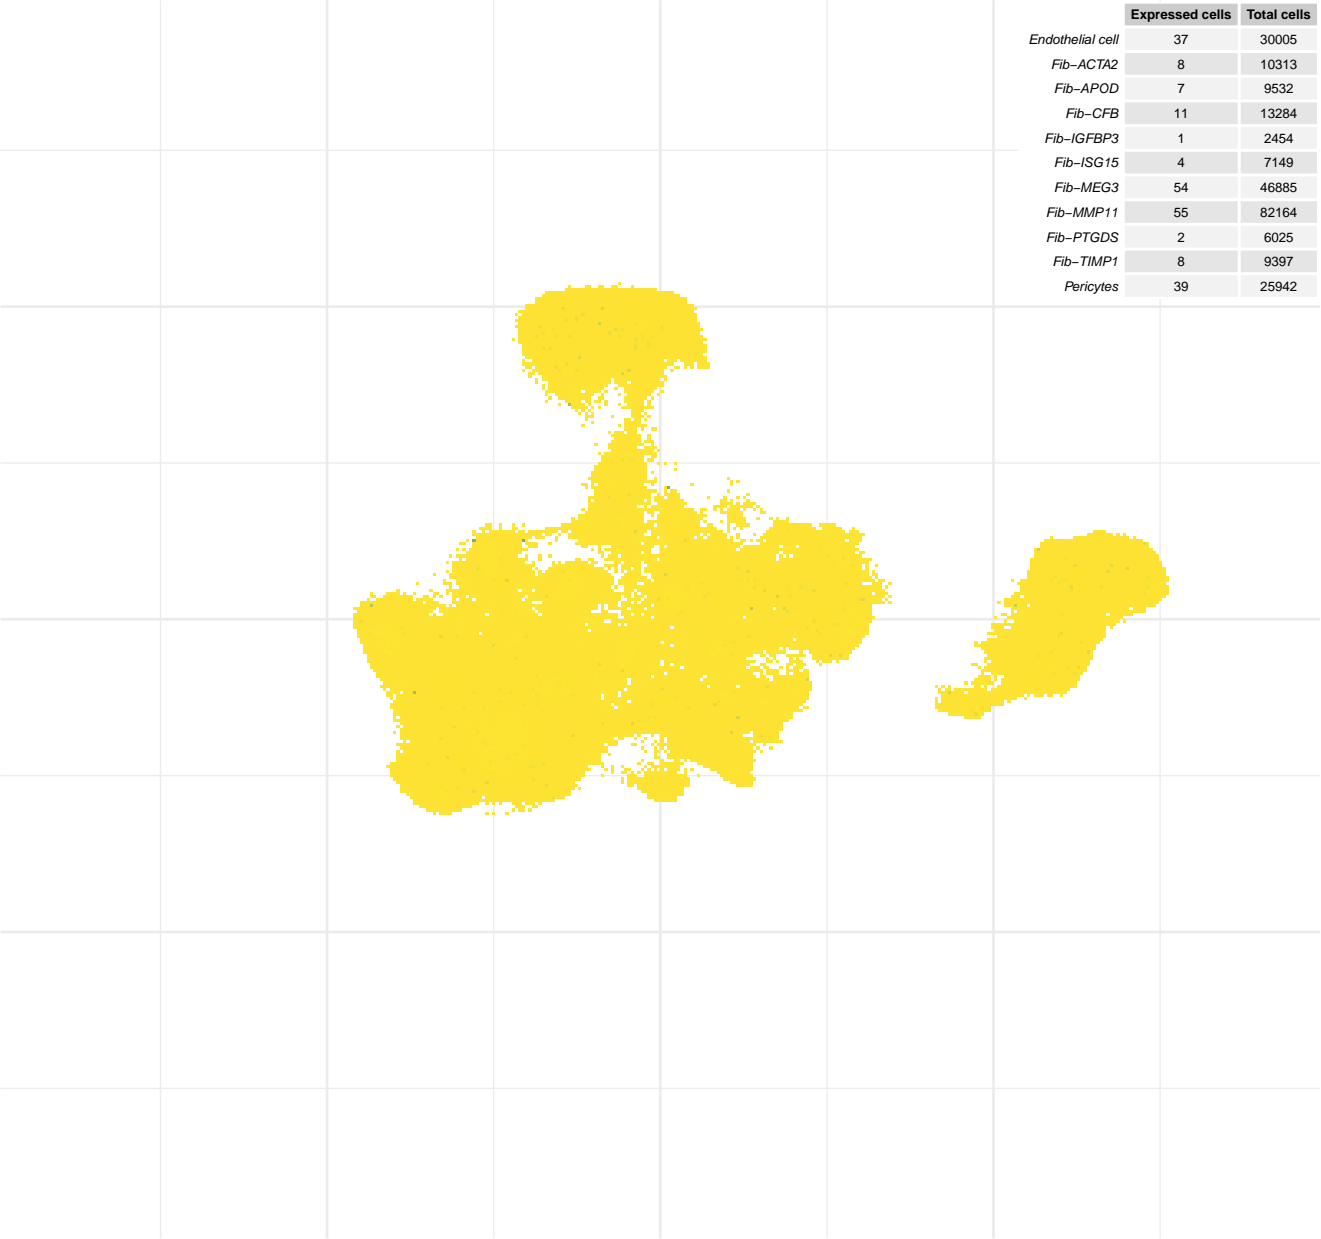 Expressed cells Total cells
Endothelial cell 37 30005
Fib−ACTA2 8 10313
Fib−APOD 7 9532
Fib−CFB 11 13284
Fib−IGFBP3 1 2454
Fib−ISG15 4 7149
Fib−MEG3 54 46885
Fib−MMP11 55 82164
Fib−PTGDS 2 6025
Fib−TIMP1 8 9397
Pericytes 39 25942